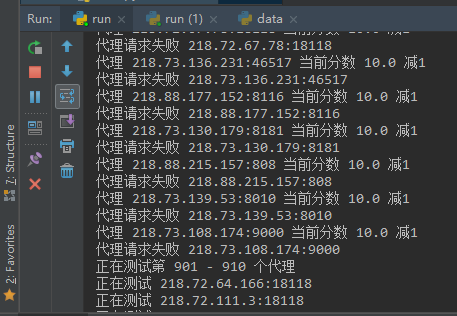 Run: run run (1) data
代理请求失败 218.72.67.78:18118
代理 218.73.136.231:46517 当前分数 10.0 减1
代理请求失败 218.73.136.231:46517
代理 218.88.177.152:8116 当前分数 10.0 减1
代理请求失败 218.88.177.152:8116
代理 218.73.130.179:8181 当前分数 10.0 减1
代理请求失败 218.73.130.179:8181
代理 218.88.215.157:808 当前分数 10.0 减1
代理请求失败 218.88.215.157:808
代理 218.73.139.53:8010 当前分数 10.0 减1
代理请求失败 218.73.139.53:8010
代理 218.73.108.174:9000 当前分数 10.0 减1
代理请求失败 218.73.108.174:9000
正在测试第 901 - 910 个代理
正在测试 218.72.64.166:18118
正在测试 218.72.111.3:18118
7: Structure
2: Favorites